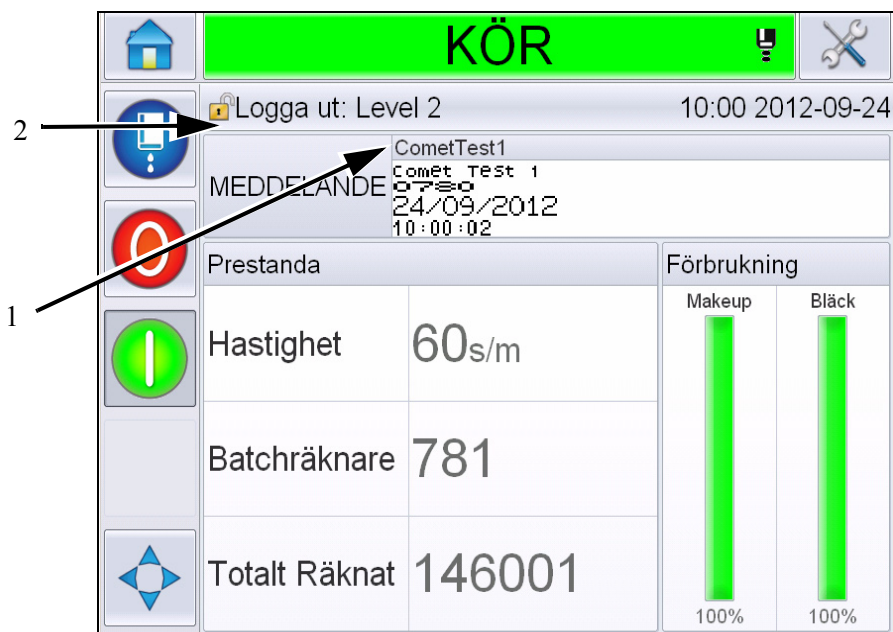 KÖR
Logga ut: Level 2
10:00 2012-09-24
2
CometTest1
MEDDELANDE
Comet Test 1
0780
24/09/2012
10:00:02
Prestanda
Förbrukning
1
Makeup
Bläck
Hastighet
60s/m
Batchräknare
781
Totalt Räknat
146001
100%
100%